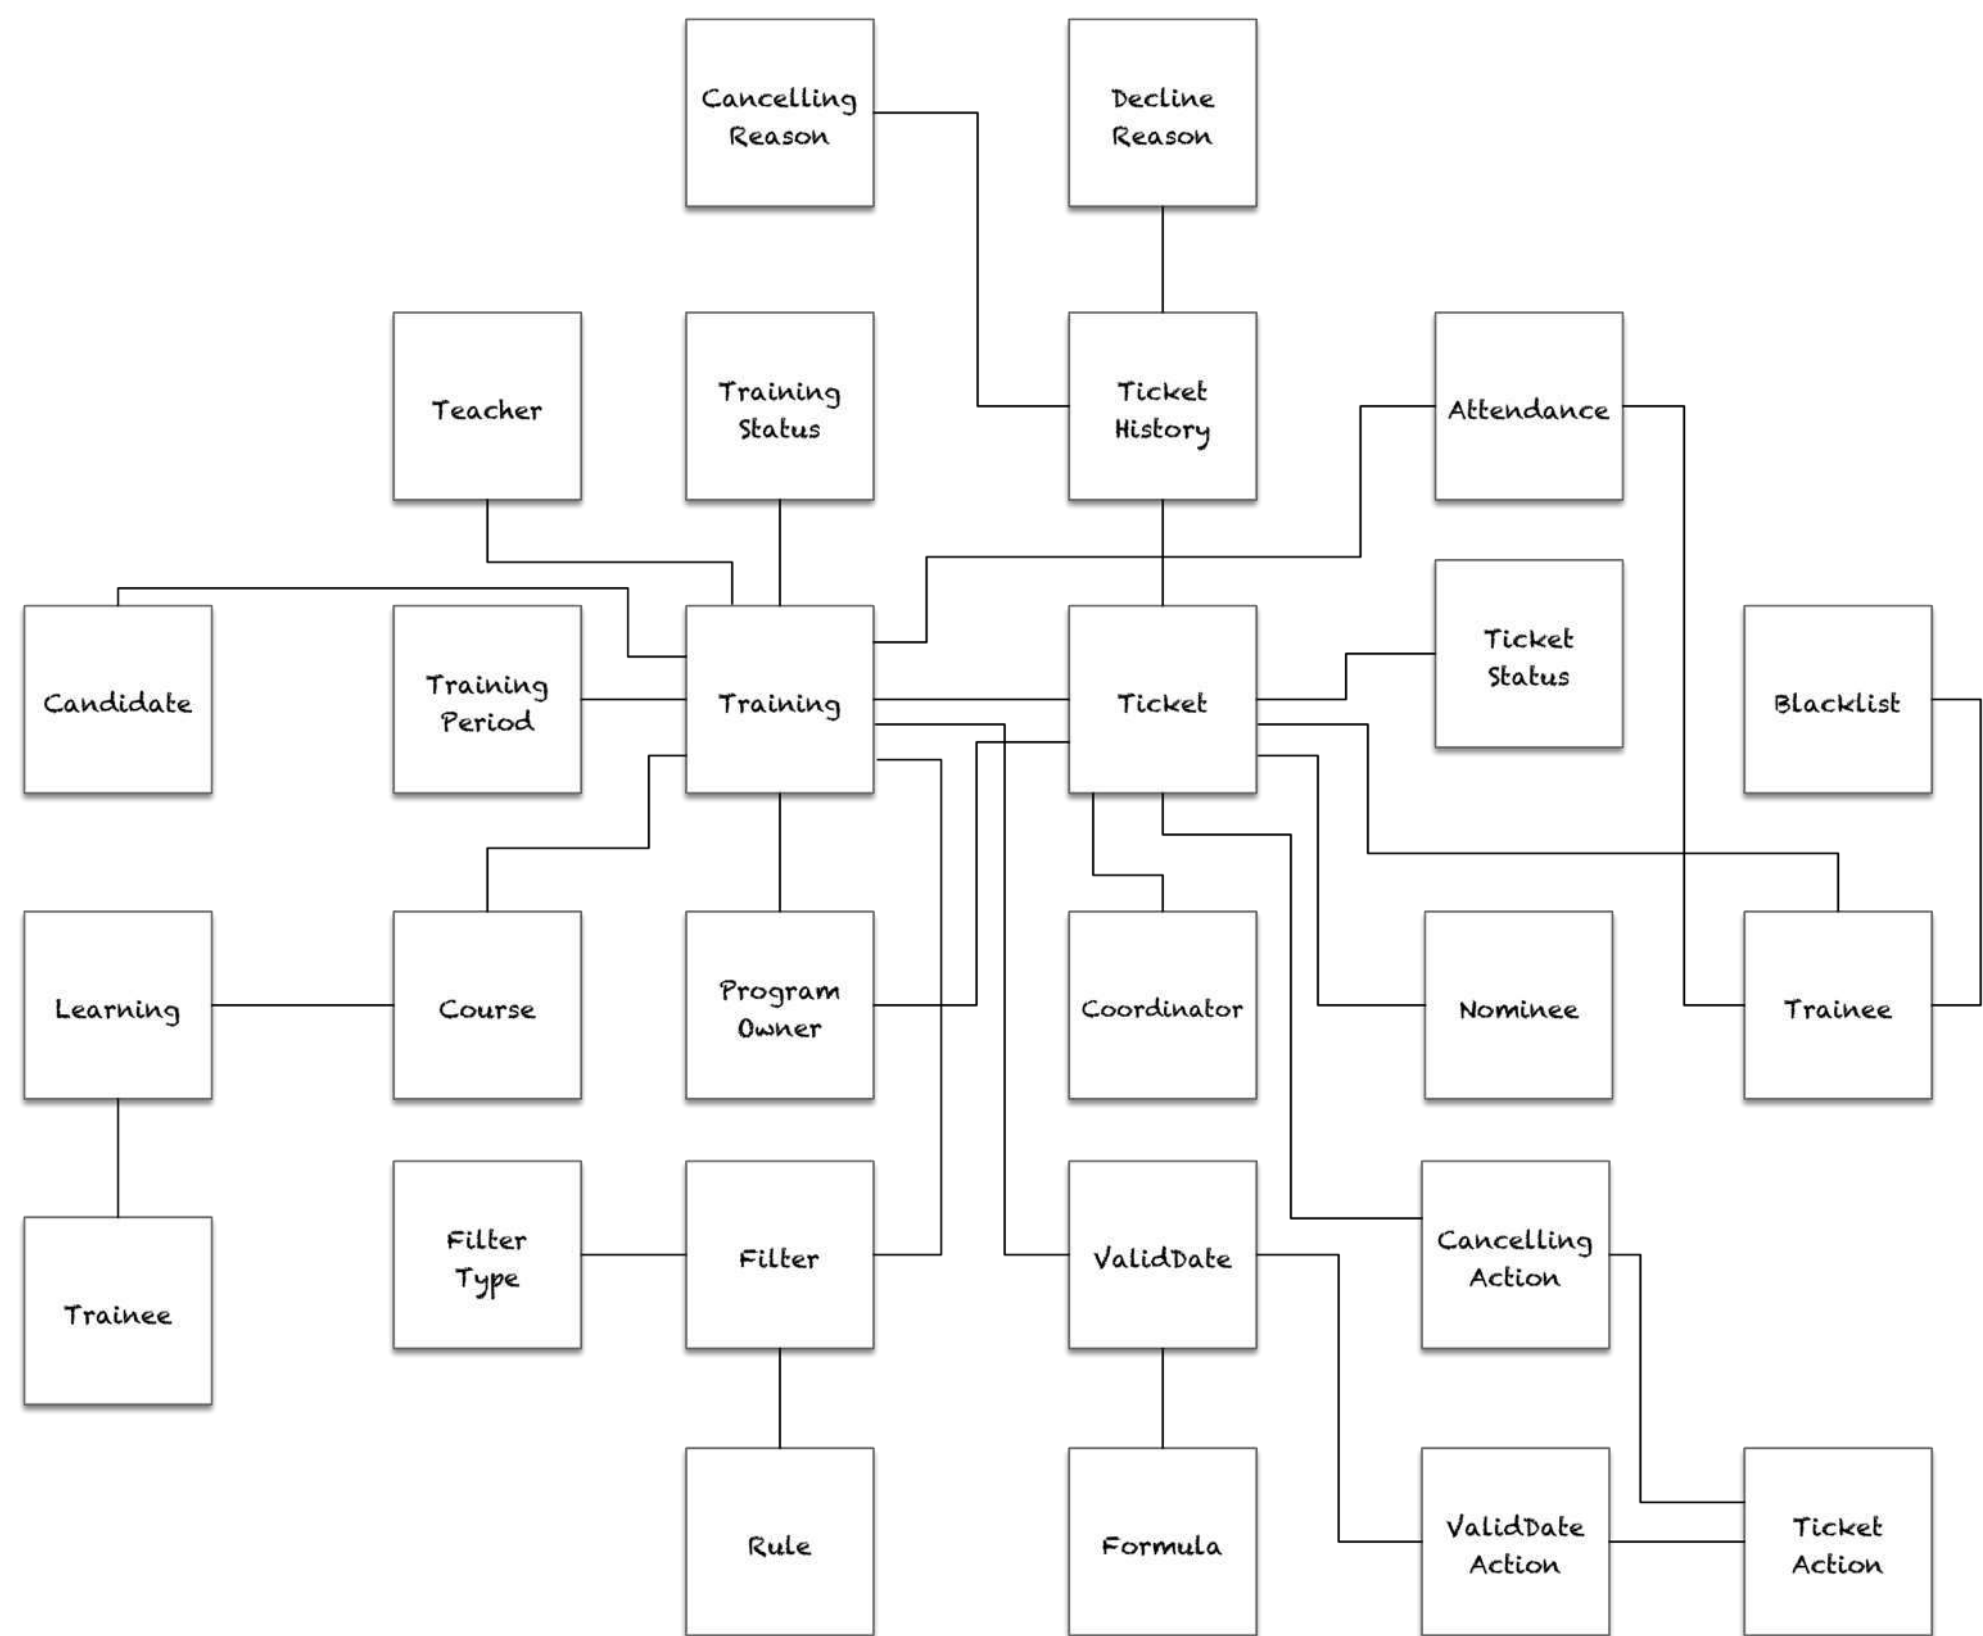 Cancelling
Reason
Decline
Reason
Teacher
Training
Status
Ticket
History
Attendance
Candidate
Training
Period
Training
Ticket
Ticket
Status
Blacklist
Learning
Course
Program
Owner
Coordinator
Nominee
Trainee
Trainee
Filter
Type
Filter
ValidDate
Cancelling
Action
Rule
Formula
ValidDate
Action
Ticket
Action